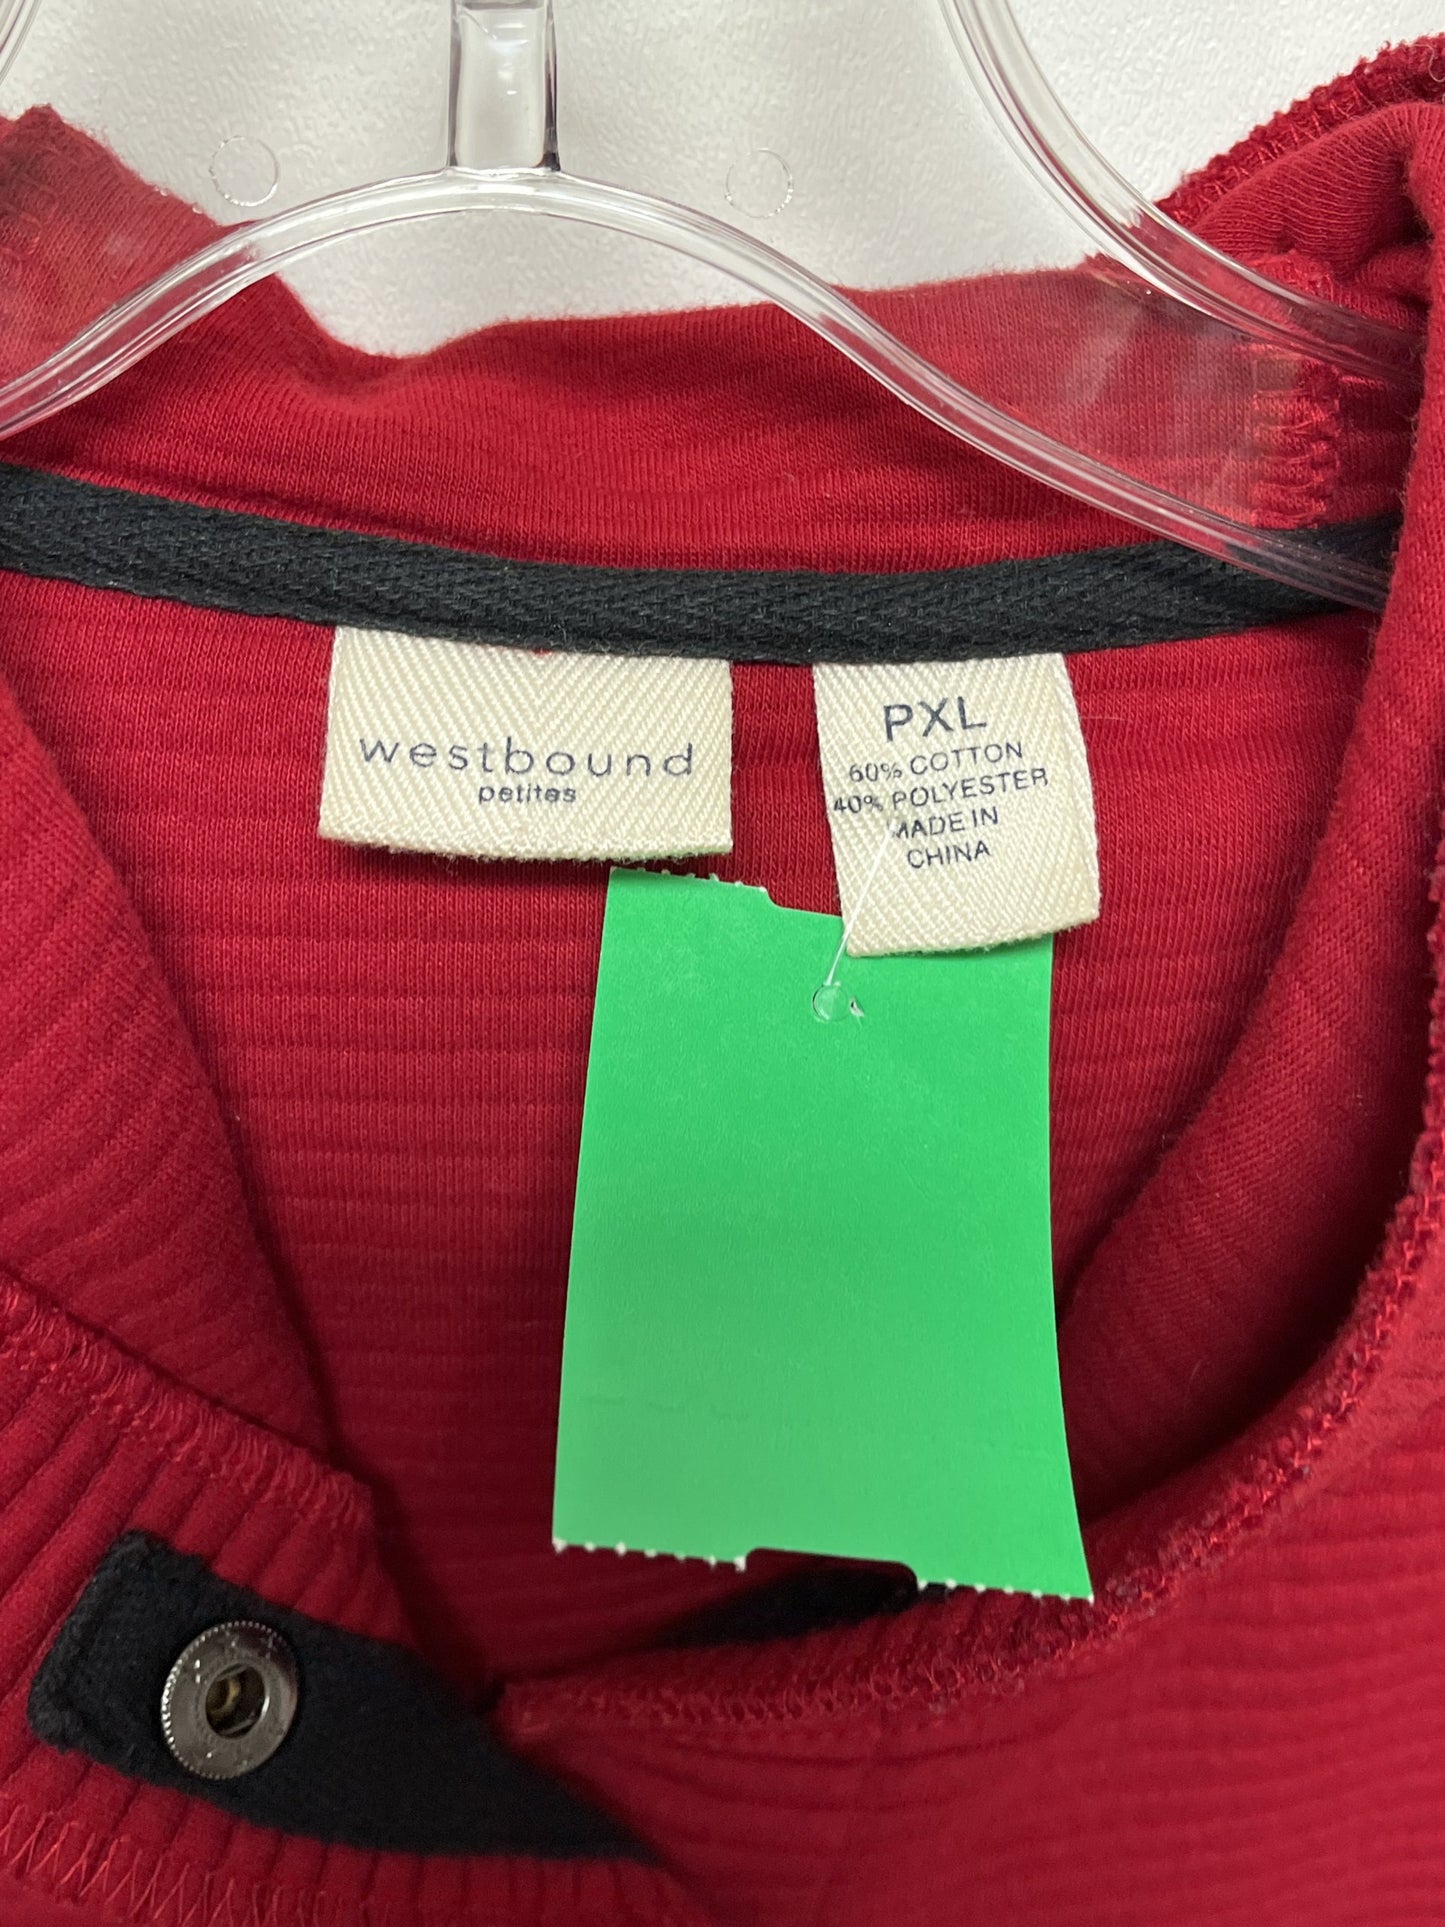 westbound
petites
PXL
60% COTTON
40% POLYESTER
MADE IN
CHINA